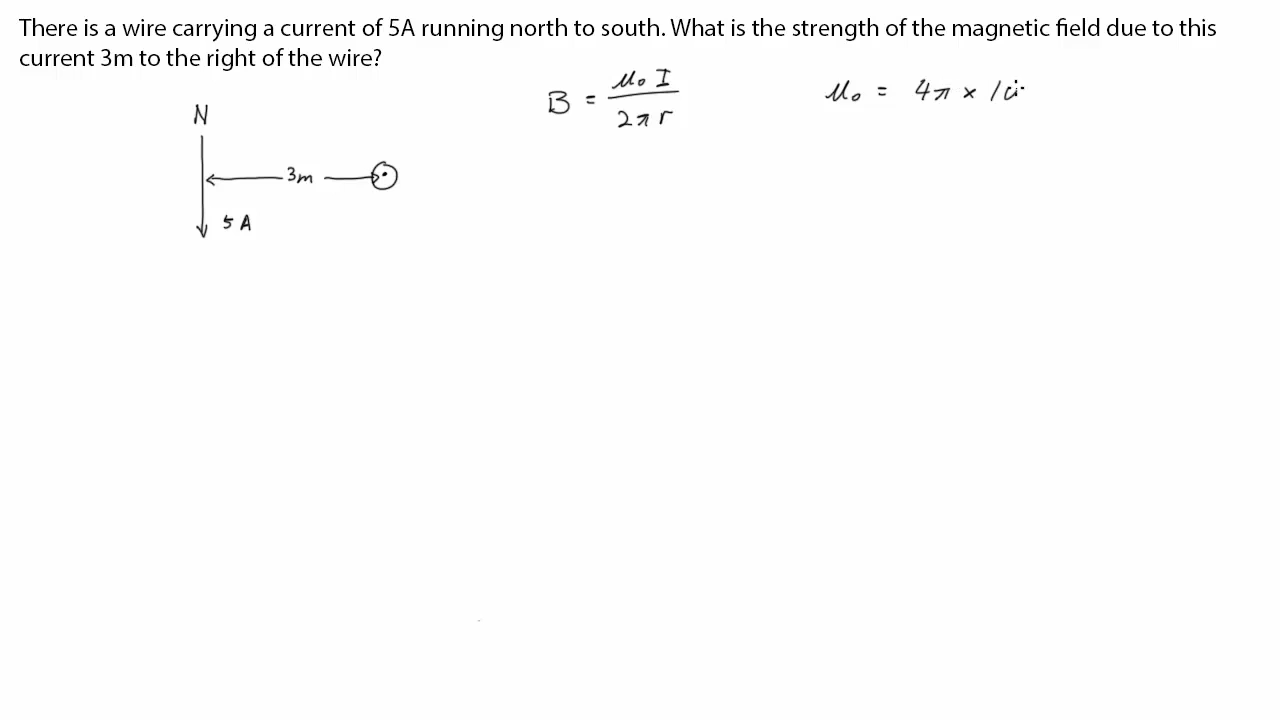 There is a wire carrying a current of 5A running north to south. What is the strength of the magnetic field due to this
current 3m to the right of the wire?
B = μ₀ I / 2π r
μ₀ = 4π × 10
N
3m
5 A